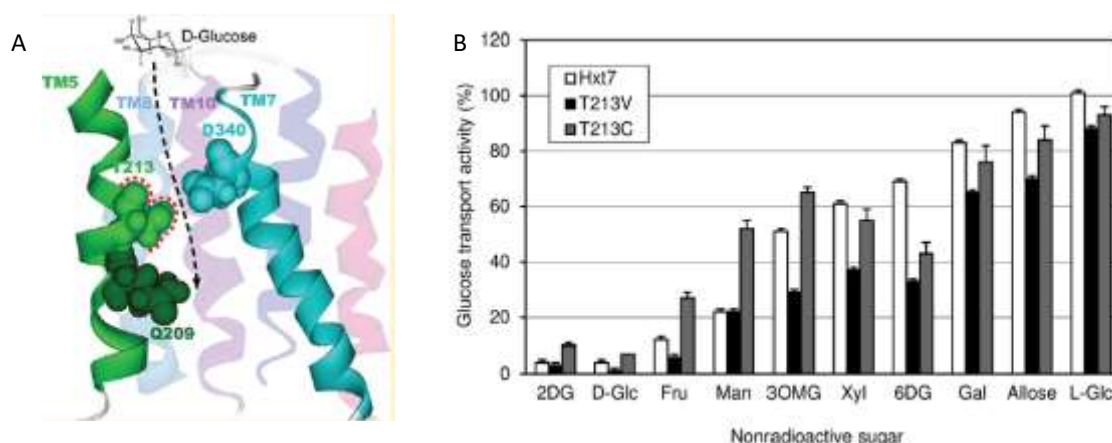 A
D-Glucose
TM5
TM8
TM10
TM7
D340
T213
Q209
B
Glucose transport activity (%)
120
100
80
60
40
20
0
Hxt7
T213V
T213C
2DG D-Glc Fru Man 3OMG Xyl 6DG Gal Allose L-Glc
Nonradioactive sugar